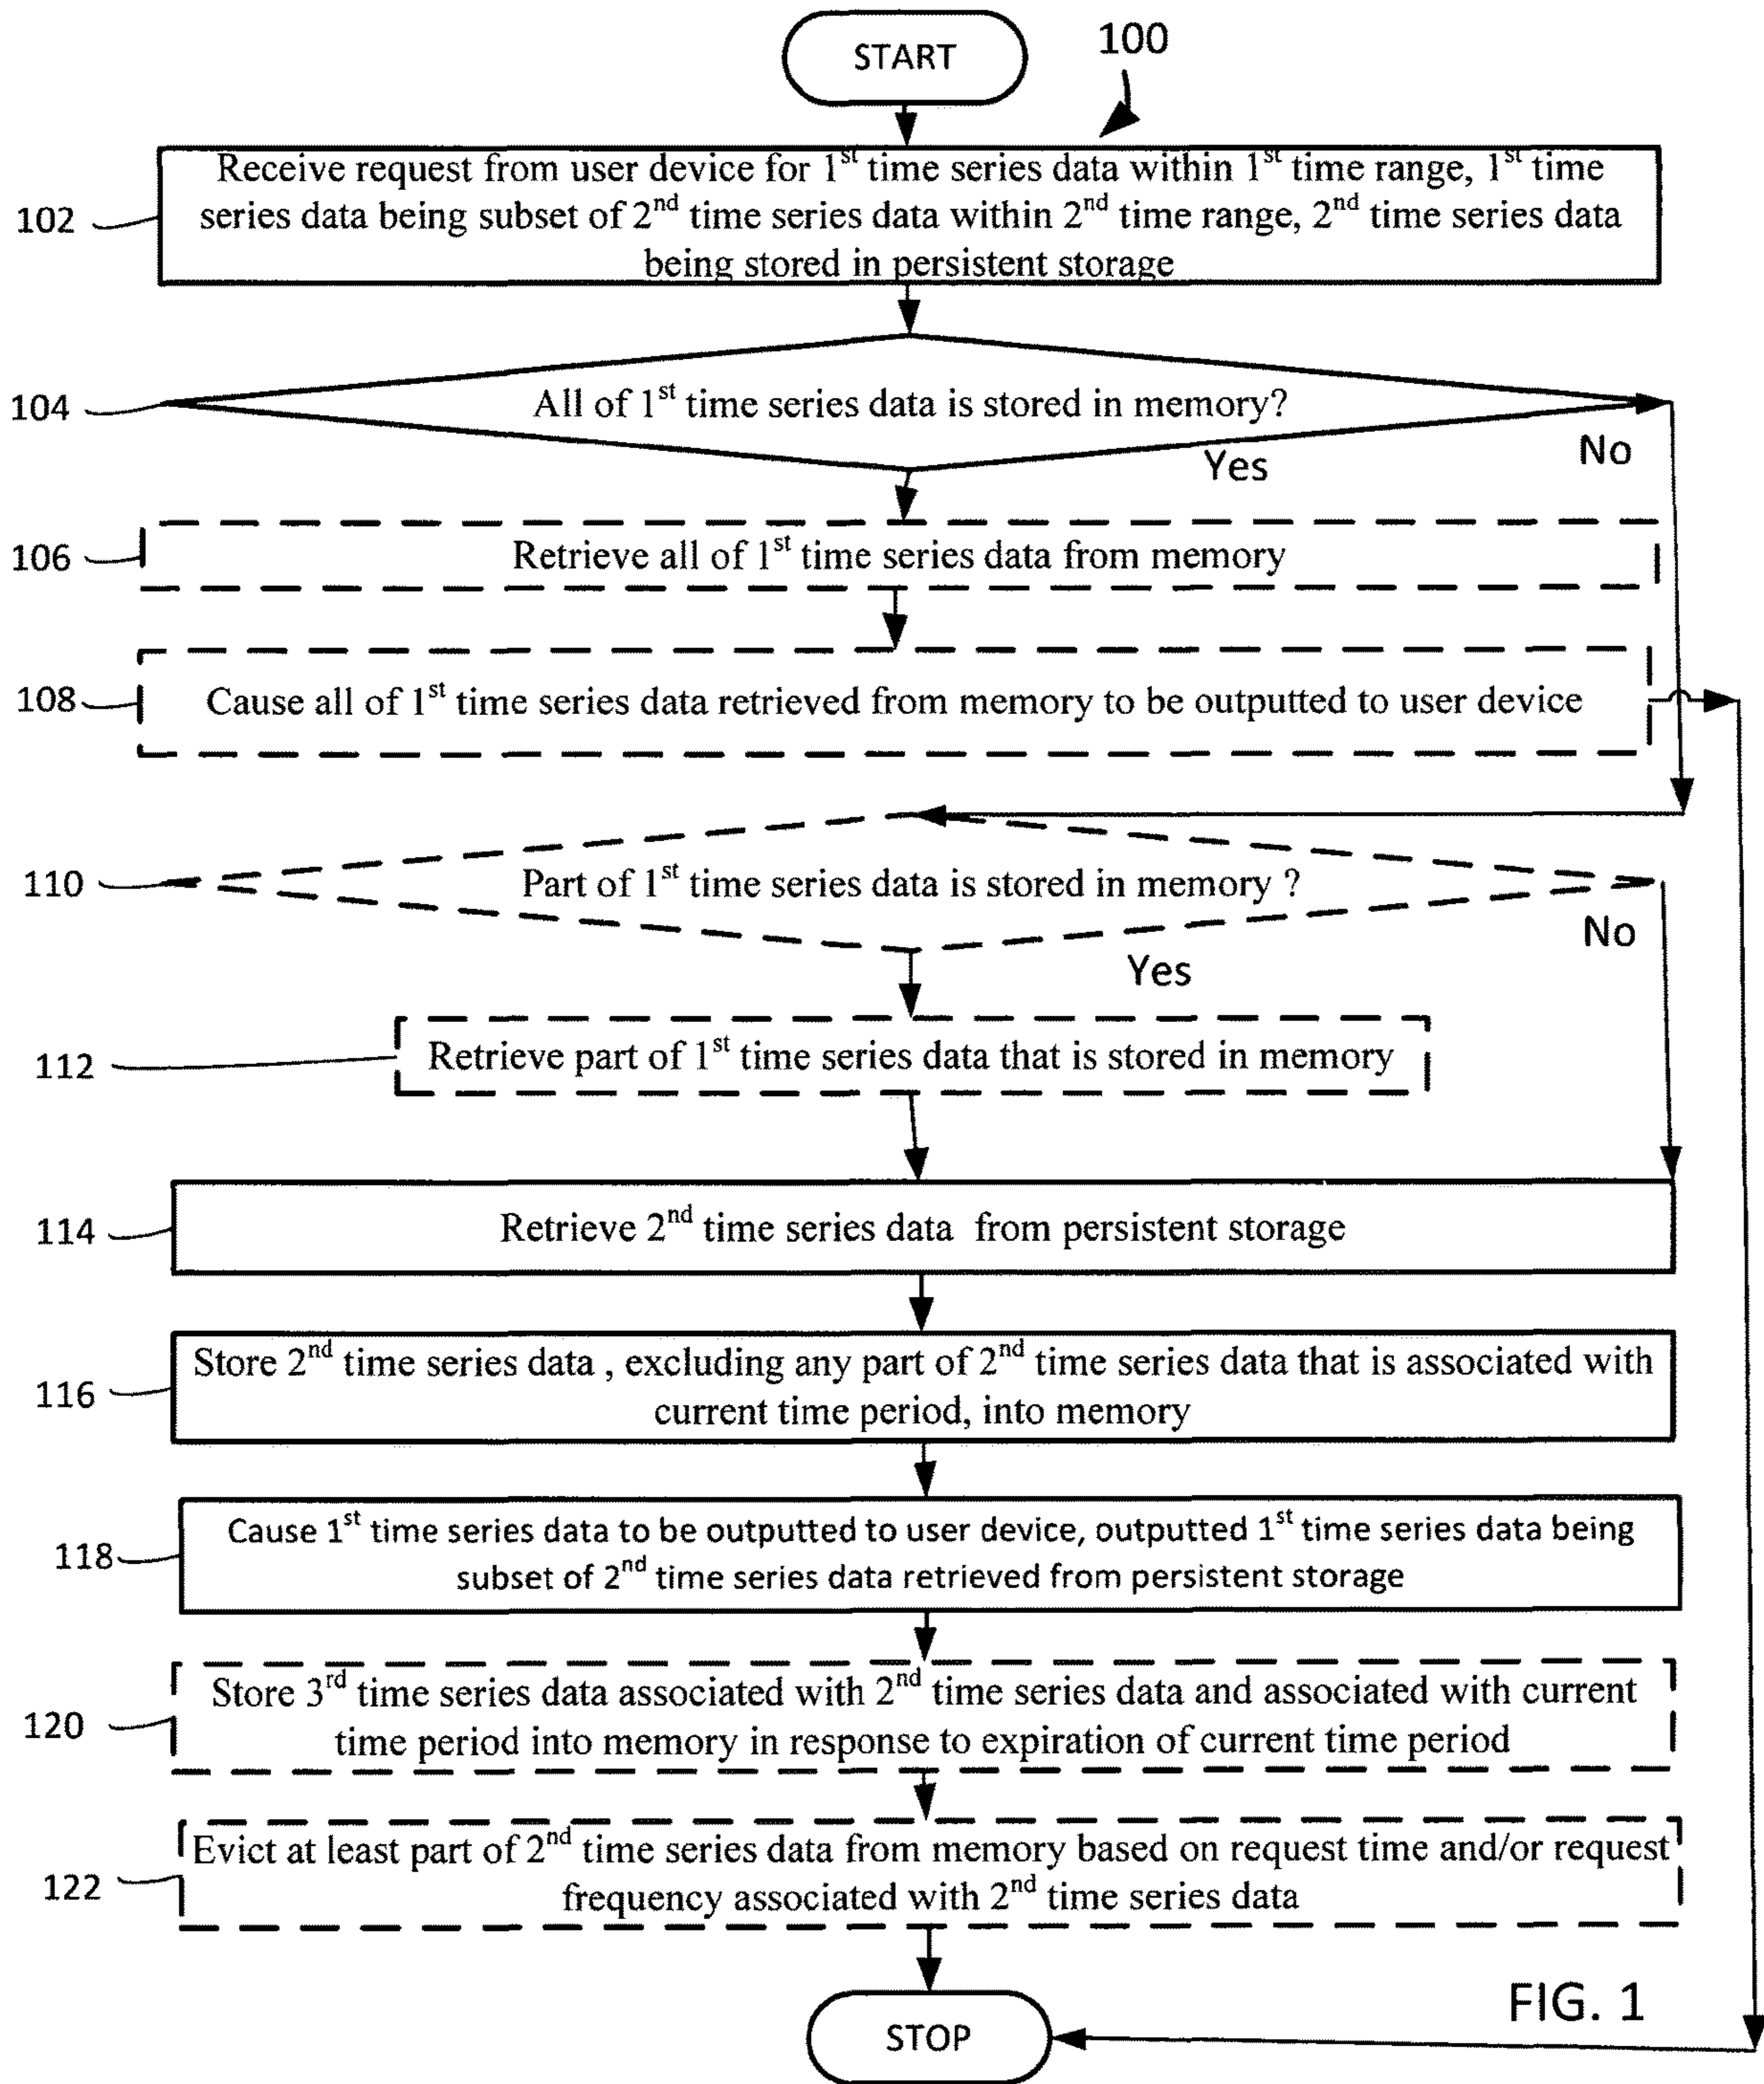 START
100
Receive request from user device for 1st time series data within 1st time range, 1st time
series data being subset of 2nd time series data within 2nd time range, 2nd time series data
being stored in persistent storage
102
All of 1st time series data is stored in memory?
104
No
Yes
Retrieve all of 1st time series data from memory
106
Cause all of 1st time series data retrieved from memory to be outputted to user device
108
Part of 1st time series data is stored in memory ?
110
No
Yes
Retrieve part of 1st time series data that is stored in memory
112
Retrieve 2nd time series data from persistent storage
114
Store 2nd time series data , excluding any part of 2nd time series data that is associated with
current time period, into memory
116
Cause 1st time series data to be outputted to user device, outputted 1st time series data being
subset of 2nd time series data retrieved from persistent storage
118
Store 3rd time series data associated with 2nd time series data and associated with current
time period into memory in response to expiration of current time period
120
Evict at least part of 2nd time series data from memory based on request time and/or request
frequency associated with 2nd time series data
122
FIG. 1
STOP